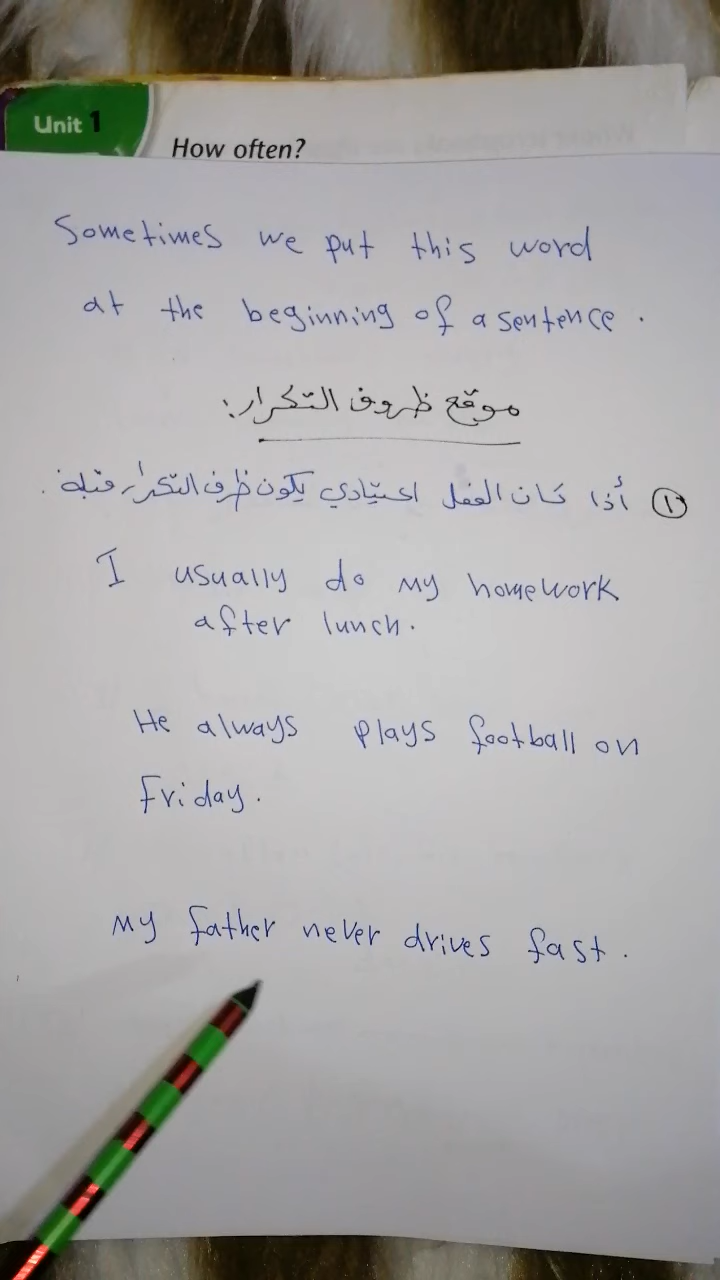 Unit 1
How often?
Sometimes we put this word
at the beginning of a sentence.
موقع ظروف التكرار:
١ أذا كان الفعل اعتيادي يكون ظرف التكرار قبله.
I usually do my homework
after lunch.
He always plays football on
Friday.
My father never drives fast.